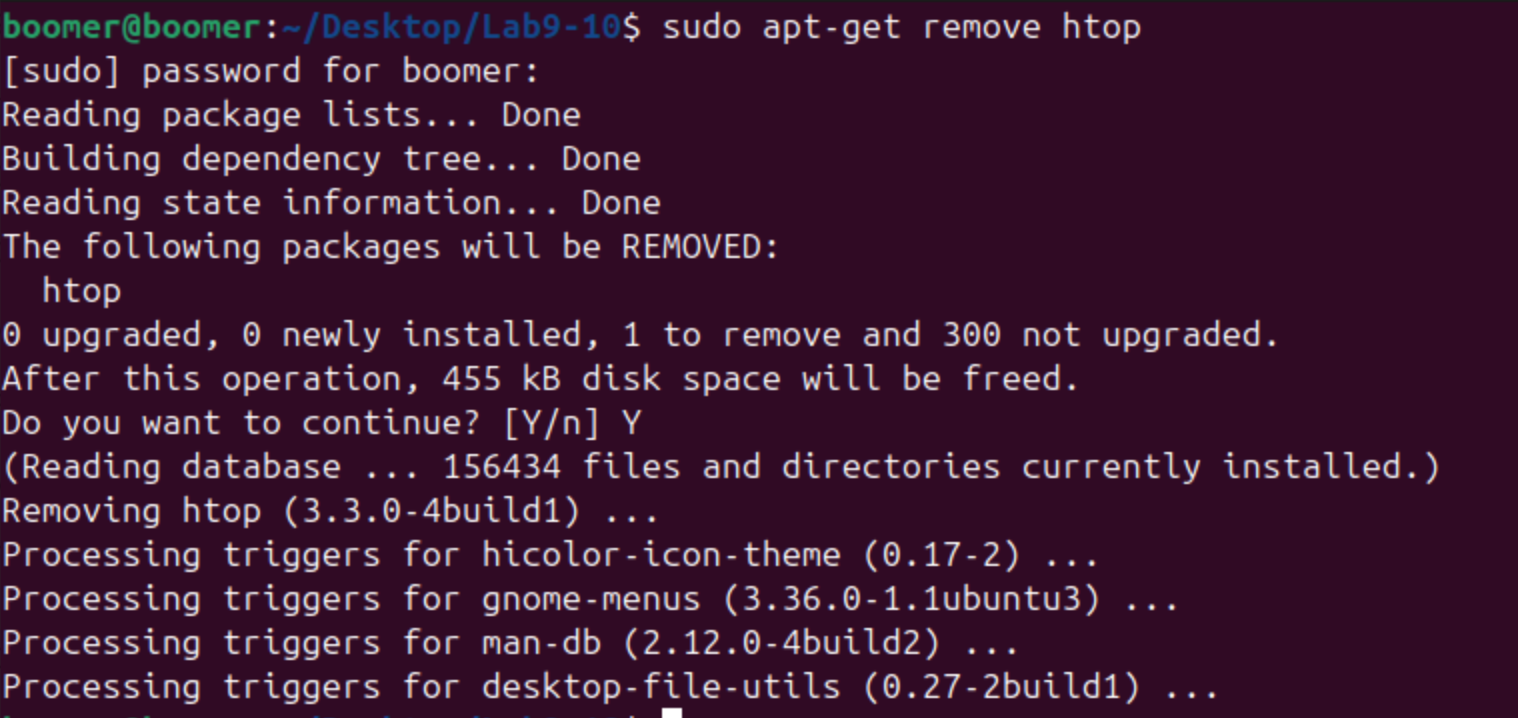 boomer@boomer:~/Desktop/Lab9-10$ sudo apt-get remove htop
[sudo] password for boomer:
Reading package lists... Done
Building dependency tree... Done
Reading state information... Done
The following packages will be REMOVED:
  htop
0 upgraded, 0 newly installed, 1 to remove and 300 not upgraded.
After this operation, 455 kB disk space will be freed.
Do you want to continue? [Y/n] Y
(Reading database ... 156434 files and directories currently installed.)
Removing htop (3.3.0-4build1) ...
Processing triggers for hicolor-icon-theme (0.17-2) ...
Processing triggers for gnome-menus (3.36.0-1.1ubuntu3) ...
Processing triggers for man-db (2.12.0-4build2) ...
Processing triggers for desktop-file-utils (0.27-2build1) ...